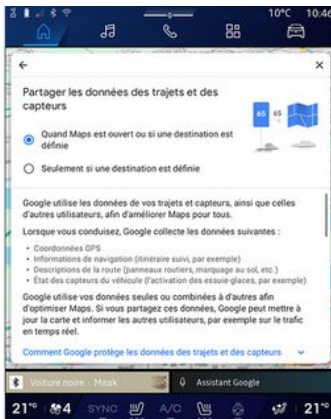 10°C 10:46
Partager les données des trajets et des
capteurs
65 65
Quand Maps est ouvert ou si une destination est
définie
Seulement si une destination est définie
Google utilise les données de vos trajets et capteurs, ainsi que celles
d'autres utilisateurs, afin d'améliorer Maps pour tous.
Lorsque vous conduisez, Google collecte les données suivantes :
• Coordonnées GPS
• Informations de navigation (itinéraire suivi, par exemple)
• Descriptions de la route (panneaux routiers, marquage au sol, etc.)
• État des capteurs du véhicule (l'activation des essuie-glaces, par exemple)
Google utilise vos données seules ou combinées à d'autres afin
d'optimiser Maps. Si vous partagez ces données, Google peut mettre à
jour la carte et informer les autres utilisateurs, par exemple sur le trafic
en temps réel.
Comment Google protège les données des trajets et des capteurs
Voiture noire · Meak
Assistant Google
21°C 4 SYNC A/C 21°C